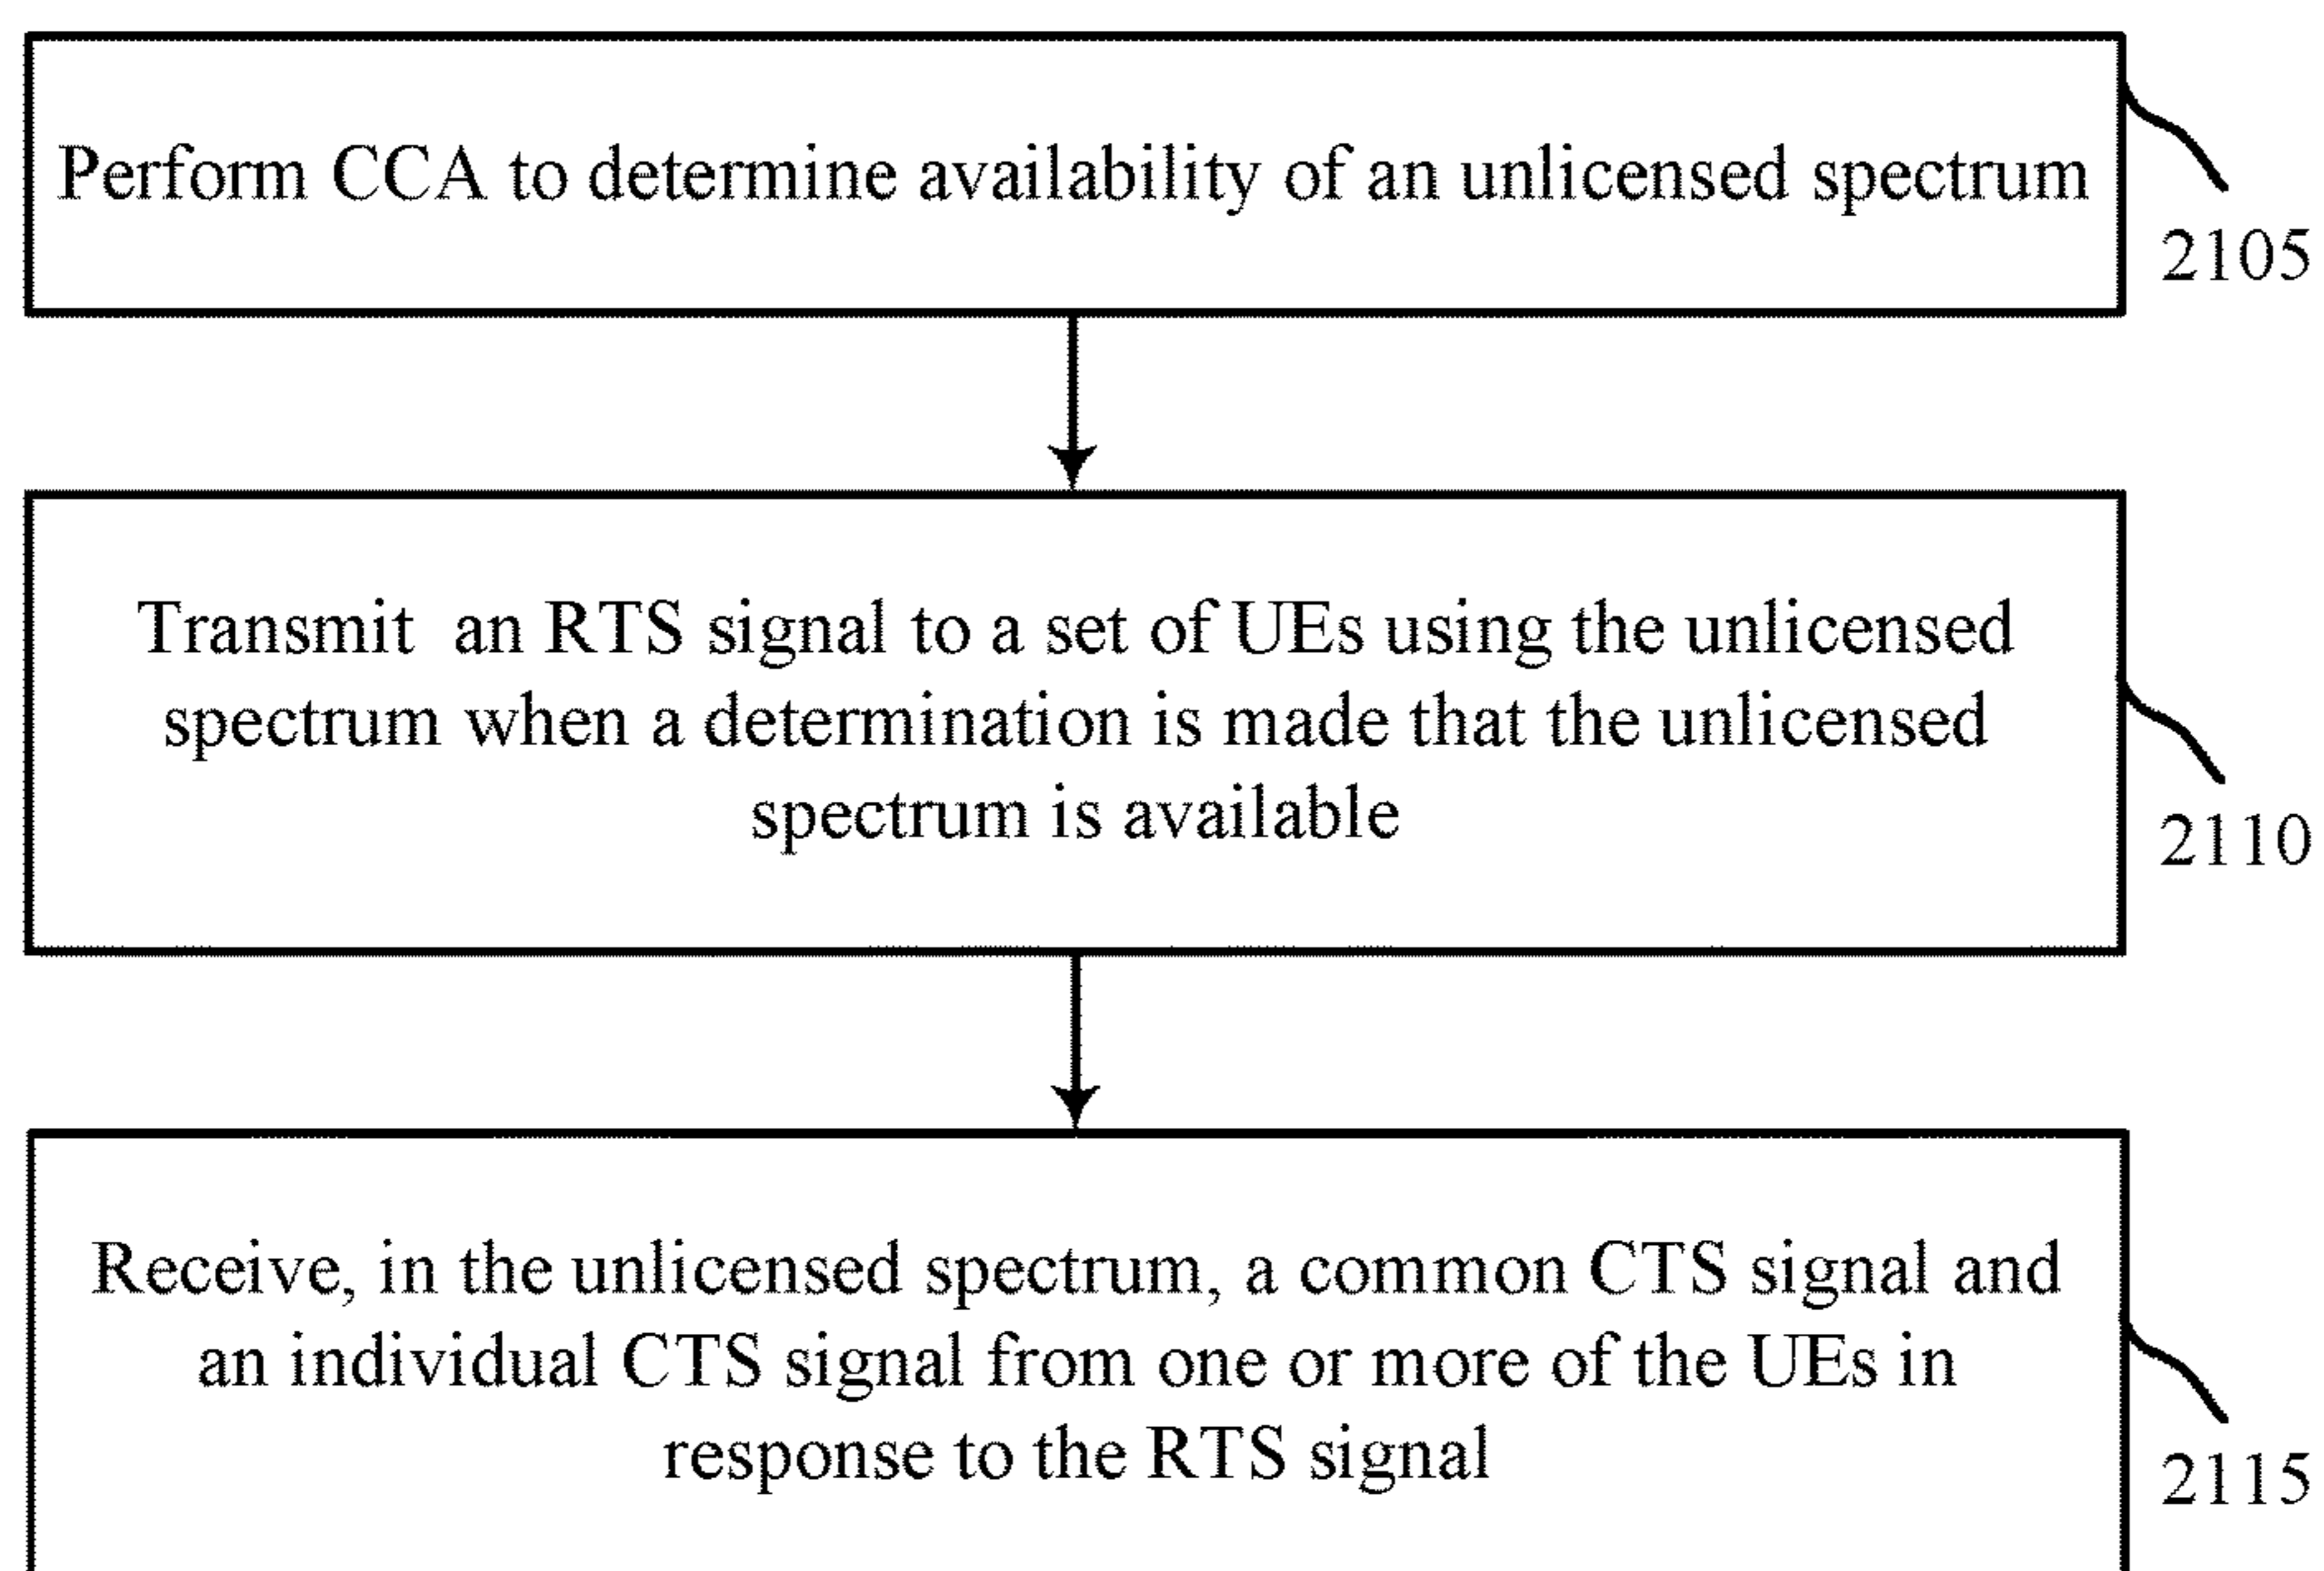 Perform CCA to determine availability of an unlicensed spectrum
2105
Transmit an RTS signal to a set of UEs using the unlicensed
spectrum when a determination is made that the unlicensed
spectrum is available
2110
Receive, in the unlicensed spectrum, a common CTS signal and
an individual CTS signal from one or more of the UEs in
response to the RTS signal
2115